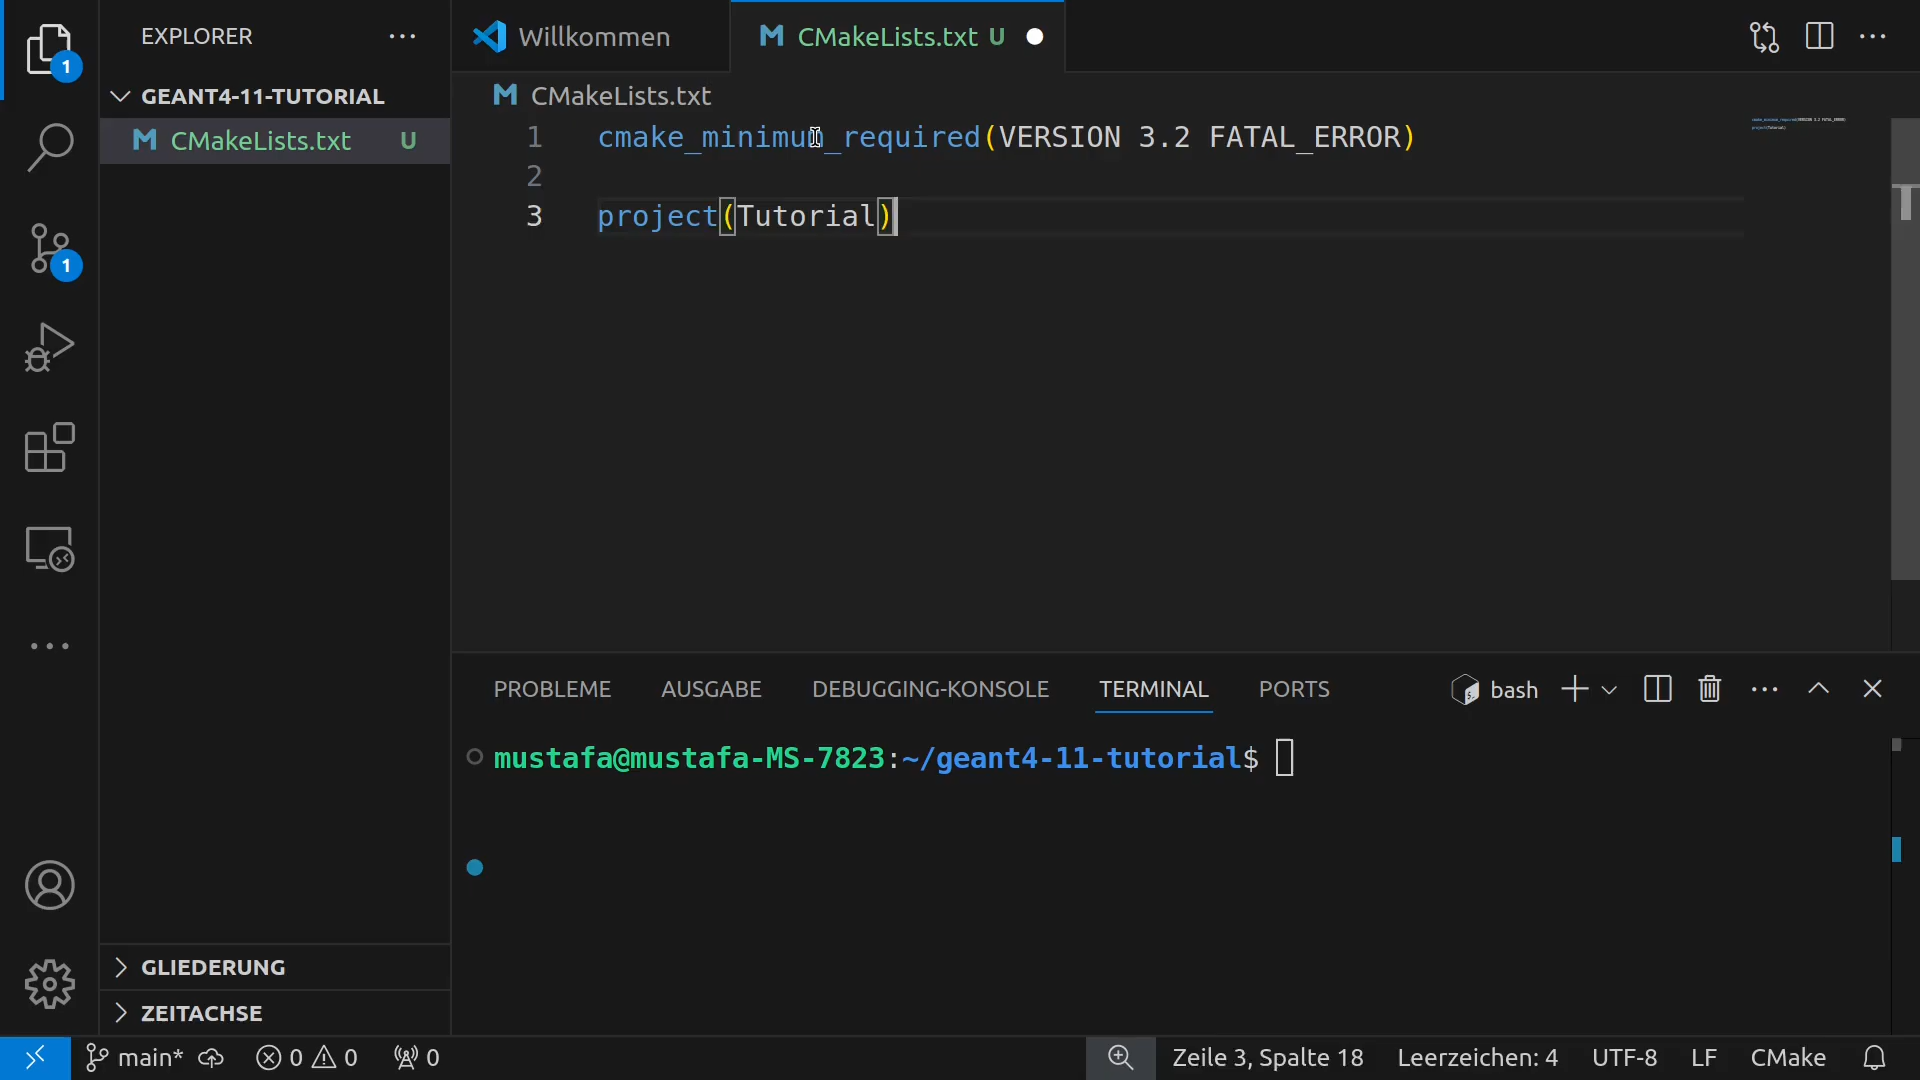 EXPLORER
GEANT4-11-TUTORIAL
CMakeLists.txt U
GLIEDERUNG
ZEITACHSE
1
1
Willkommen
CMakeLists.txt U
CMakeLists.txt
1 cmake_minimum_required(VERSION 3.2 FATAL_ERROR)
2
3 project(Tutorial)
PROBLEME AUSGABE DEBUGGING-KONSOLE TERMINAL PORTS bash
mustafa@mustafa-MS-7823:~/geant4-11-tutorial$
main* 0 0 0 Zeile 3, Spalte 18 Leerzeichen: 4 UTF-8 LF CMake